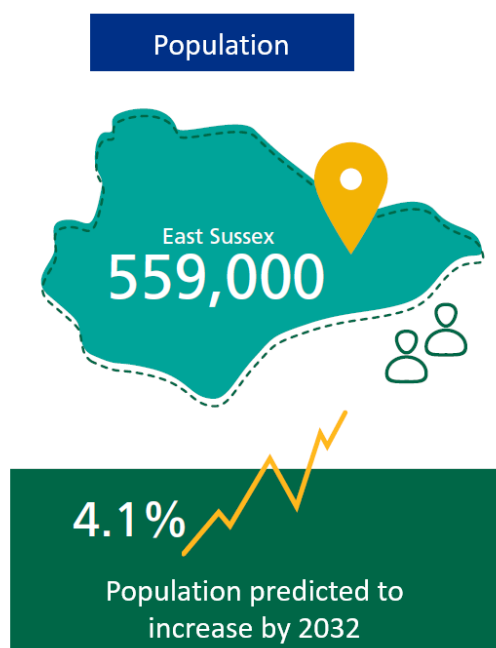 Population
East Sussex
559,000
4.1%
Population predicted to
increase by 2032